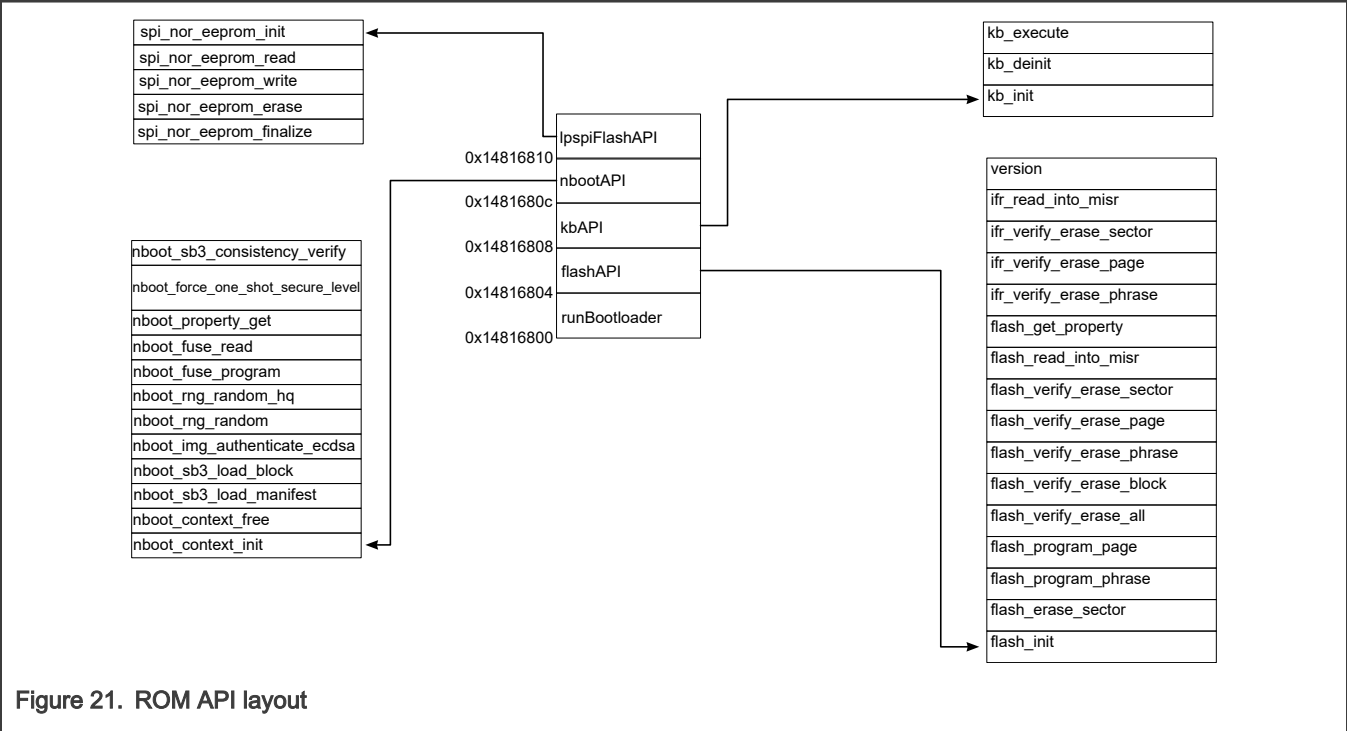 spi_nor_eeprom_init
spi_nor_eeprom_read
spi_nor_eeprom_write
spi_nor_eeprom_erase
spi_nor_eeprom_finalize
nboot_sb3_consistency_verify
nboot_force_one_shot_secure_level
nboot_property_get
nboot_fuse_read
nboot_fuse_program
nboot_rng_random_hq
nboot_rng_random
nboot_img_authenticate_ecdsa
nboot_sb3_load_block
nboot_sb3_load_manifest
nboot_context_free
nboot_context_init
lpspiFlashAPI
0x14816810
nbootAPI
0x1481680c
kbAPI
0x14816808
flashAPI
0x14816804
runBootloader
0x14816800
kb_execute
kb_deinit
kb_init
version
ifr_read_into_misr
ifr_verify_erase_sector
ifr_verify_erase_page
ifr_verify_erase_phrase
flash_get_property
flash_read_into_misr
flash_verify_erase_sector
flash_verify_erase_page
flash_verify_erase_phrase
flash_verify_erase_block
flash_verify_erase_all
flash_program_page
flash_program_phrase
flash_erase_sector
flash_init
Figure 21. ROM API layout